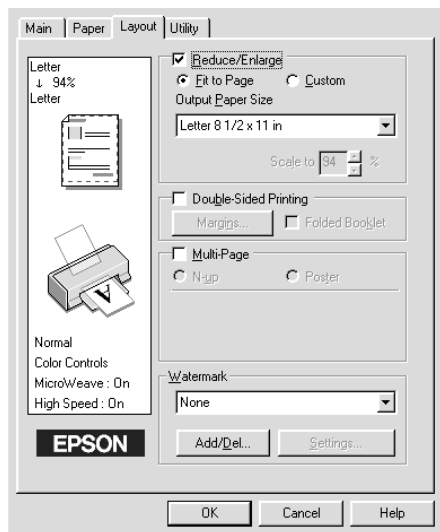 Main Paper Layout Utility
Letter
↓ 94%
Letter
Normal
Color Controls
MicroWeave : On
High Speed : On
EPSON
Reduce/Enlarge
Fit to Page Custom
Output Paper Size
Letter 8 1/2 x 11 in
Scale to 94 %
Double-Sided Printing
Margins... Folded Booklet
Multi-Page
N-up Poster
Watermark
None
Add/Del... Settings...
OK Cancel Help